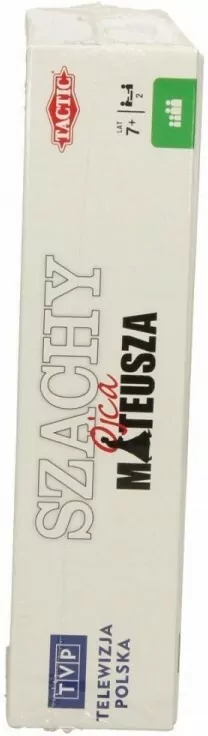 TACTIC
LAT
7+
2
SZACHY
Ojca
MATEUSZA
TVP
TELEWIZJA
POLSKA